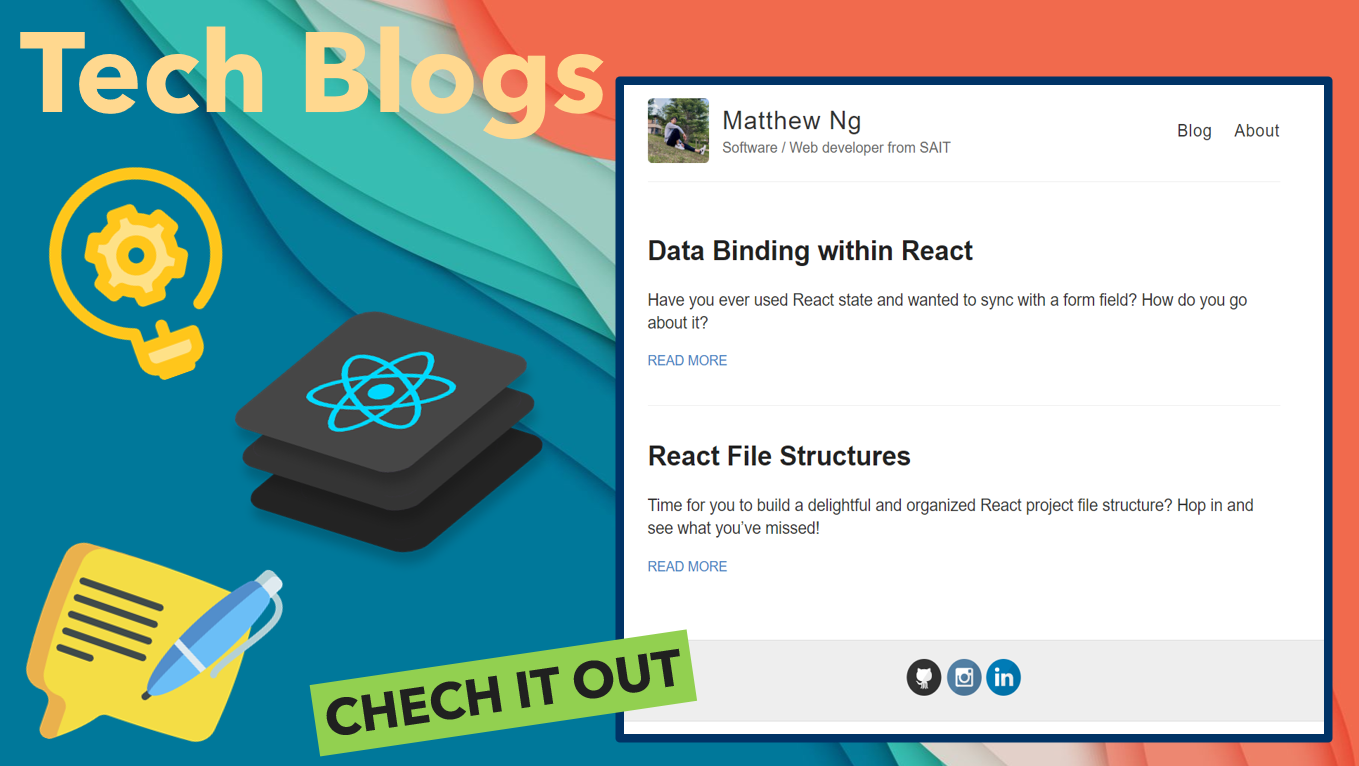 Tech Blogs
Matthew Ng
Software / Web developer from SAIT
Blog About
Data Binding within React
Have you ever used React state and wanted to sync with a form field? How do you go
about it?
READ MORE
React File Structures
Time for you to build a delightful and organized React project file structure? Hop in and
see what you've missed!
READ MORE
in
CHECH IT OUT